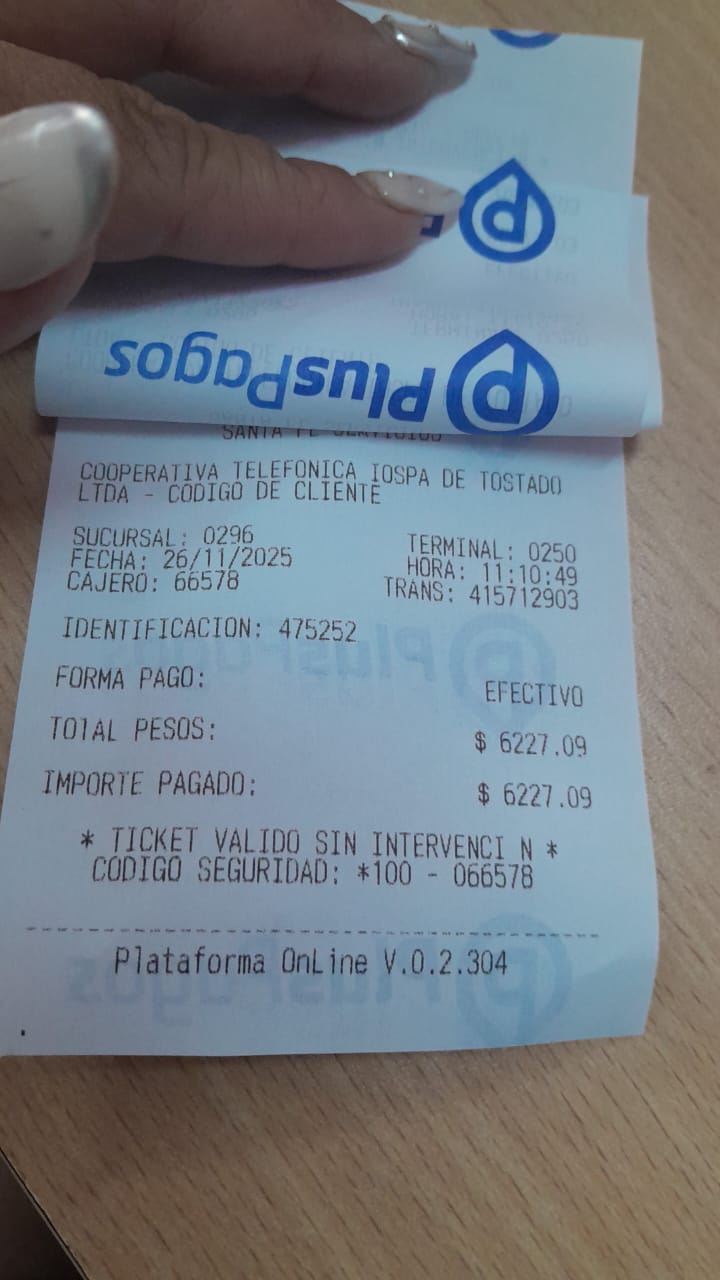 PlusPagos
SANTA FE SERVICIOS
COOPERATIVA TELEFONICA IOSPA DE TOSTADO
LTDA - CODIGO DE CLIENTE
SUCURSAL: 0296 TERMINAL: 0250
FECHA: 26/11/2025 HORA: 11:10:49
CAJERO: 66578 TRANS: 415712903
IDENTIFICACION: 475252
FORMA PAGO: EFECTIVO
TOTAL PESOS: $ 6227.09
IMPORTE PAGADO: $ 6227.09
* TICKET VALIDO SIN INTERVENCI N *
CODIGO SEGURIDAD: *100 - 066578
Plataforma OnLine V.0.2.304